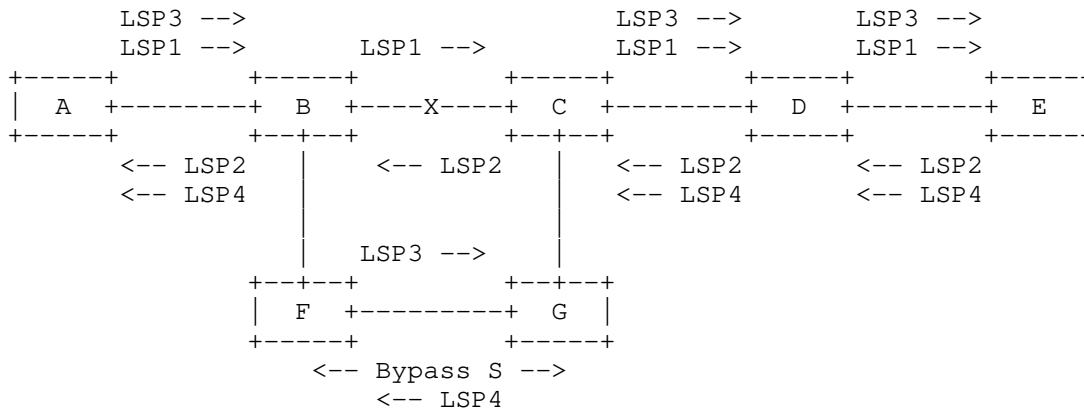 LSP3 --> LSP3 --> LSP3 -->
LSP1 --> LSP1 --> LSP1 --> LSP1 -->
A B X C D E
<-- LSP2 <-- LSP2 <-- LSP2 <-- LSP2
<-- LSP4 <-- LSP4 <-- LSP4
LSP3 -->
F G
<-- Bypass S -->
<-- LSP4